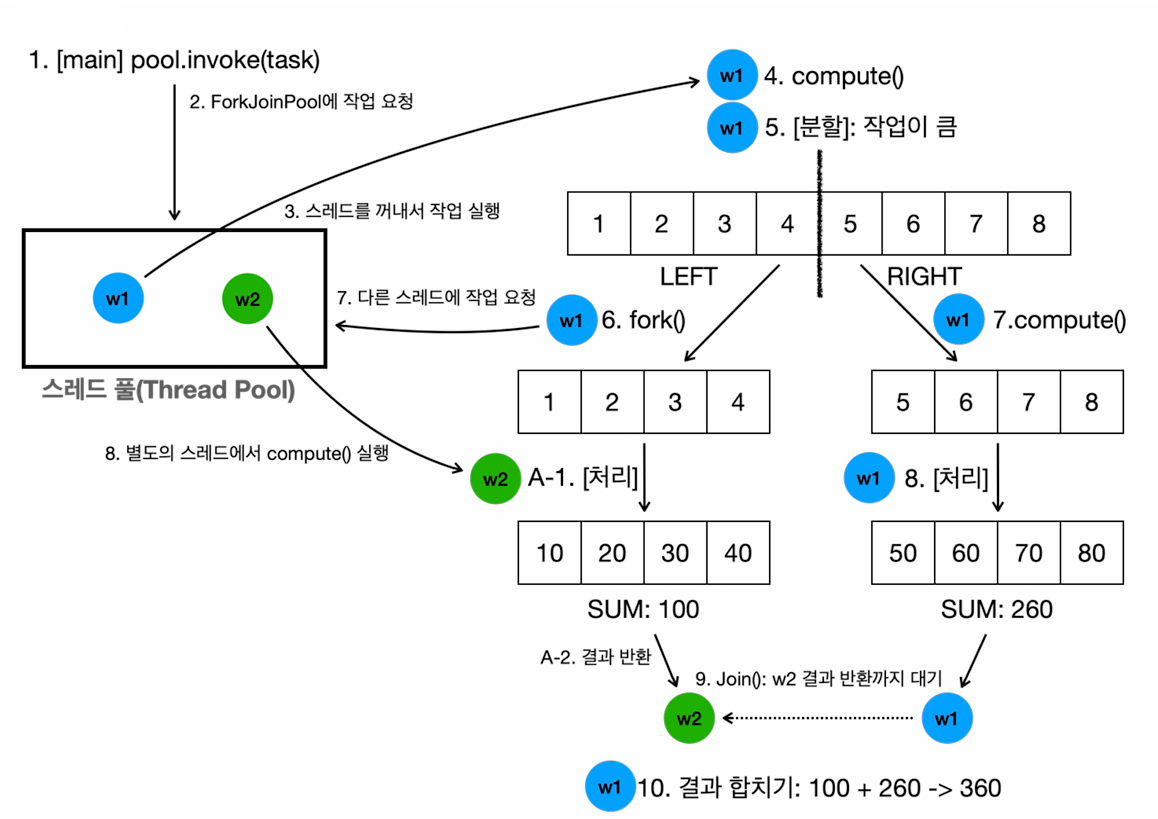 1. [main] pool.invoke(task)
2. ForkJoinPool에 작업 요청
3. 스레드를 꺼내서 작업 실행
w1 w2
스레드 풀(Thread Pool)
w1 4. compute()
w1 5. [분할]: 작업이 큼
1 2 3 4 5 6 7 8
LEFT RIGHT
7. 다른 스레드에 작업 요청
w1 6. fork()
w1 7.compute()
1 2 3 4
5 6 7 8
8. 별도의 스레드에서 compute() 실행
w2 A-1. [처리]
w1 8. [처리]
10 20 30 40
50 60 70 80
SUM: 100
SUM: 260
A-2. 결과 반환
9. Join(): w2 결과 반환까지 대기
w2 w1
w1 10. 결과 합치기: 100 + 260 -> 360